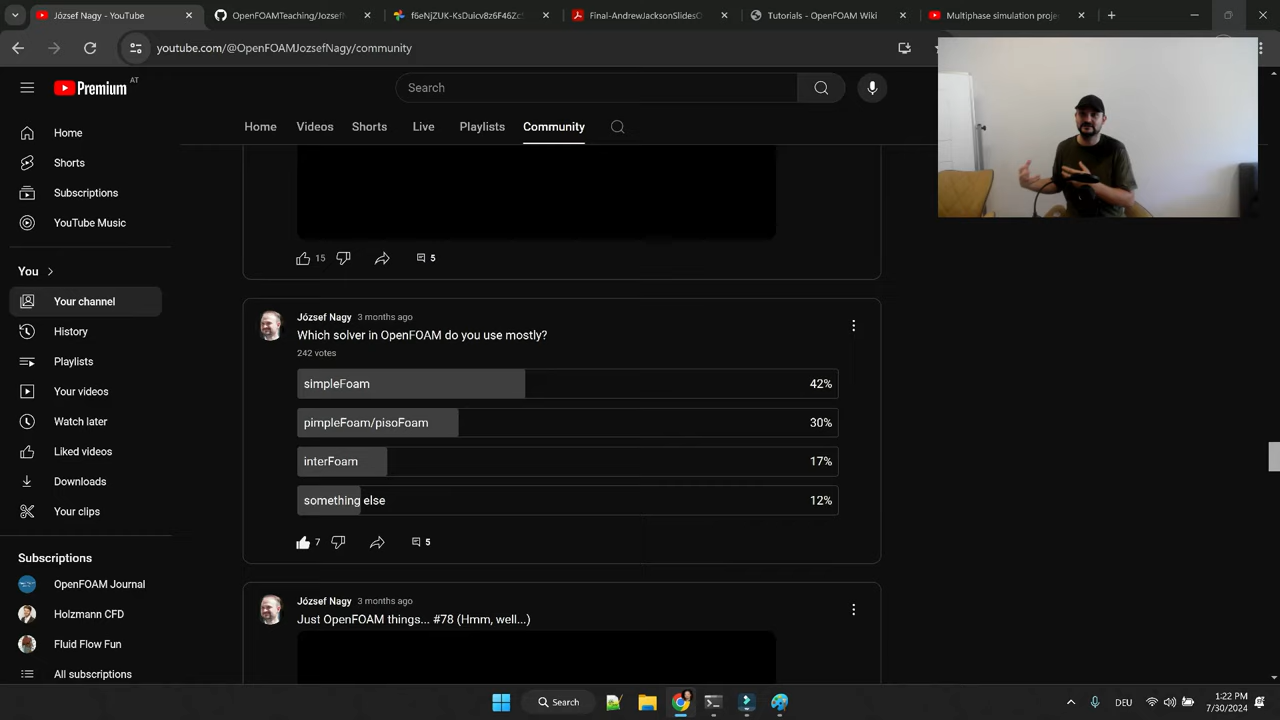 József Nagy - YouTube
OpenFOAMTeaching/JozsefN
f6eNjZUK-KsDuicv8z6F46Zc
Final-AndrewJacksonSlidesO
Tutorials - OpenFOAM Wiki
Multiphase simulation proje
youtube.com/@OpenFOAMJozsefNagy/community
Premium AT
Search
Home
Videos
Shorts
Live
Playlists
Community
Home
Shorts
Subscriptions
YouTube Music
You
Your channel
History
Playlists
Your videos
Watch later
Liked videos
Downloads
Your clips
Subscriptions
OpenFOAM Journal
Holzmann CFD
Fluid Flow Fun
All subscriptions
15
5
József Nagy 3 months ago
Which solver in OpenFOAM do you use mostly?
242 votes
simpleFoam 42%
pimpleFoam/pisoFoam 30%
interFoam 17%
something else 12%
7
5
József Nagy 3 months ago
Just OpenFOAM things... #78 (Hmm, well...)
Search
DEU
1:22 PM
7/30/2024